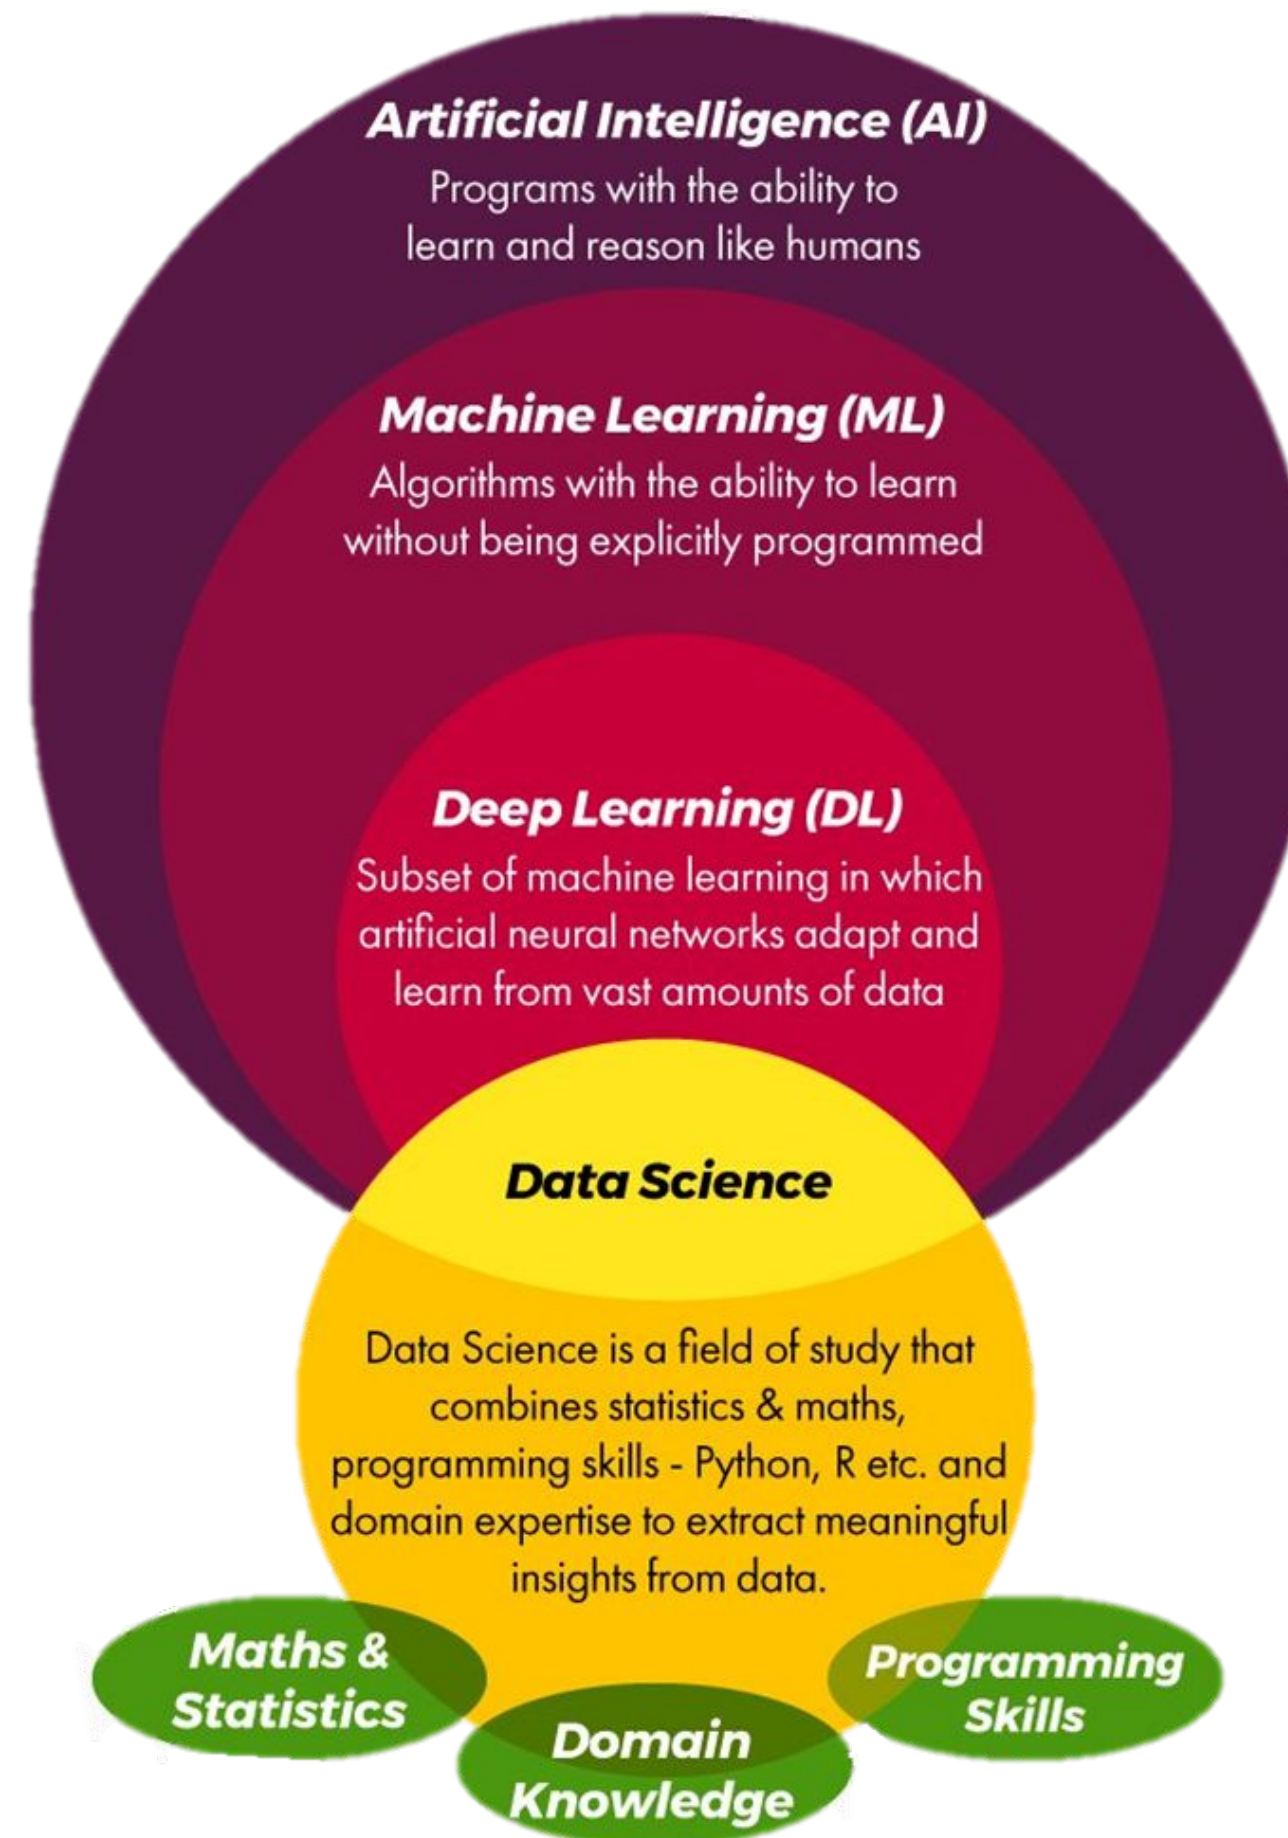 Artificial Intelligence (AI)
Programs with the ability to
learn and reason like humans
Machine Learning (ML)
Algorithms with the ability to learn
without being explicitly programmed
Deep Learning (DL)
Subset of machine learning in which
artificial neural networks adapt and
learn from vast amounts of data
Data Science
Data Science is a field of study that
combines statistics & maths,
programming skills - Python, R etc. and
domain expertise to extract meaningful
insights from data.
Maths &
Statistics
Domain
Knowledge
Programming
Skills